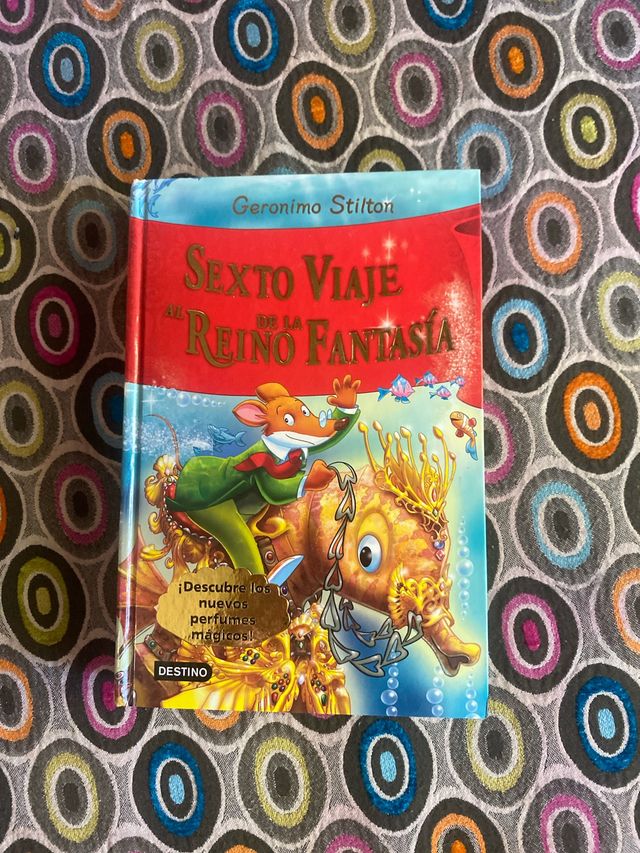 Geronimo Stilton
SEXTO VIAJE
AL REINO DE LA FANTASÍA
¡Descubre los
nuevos
perfumes
mágicos!
DESTINO